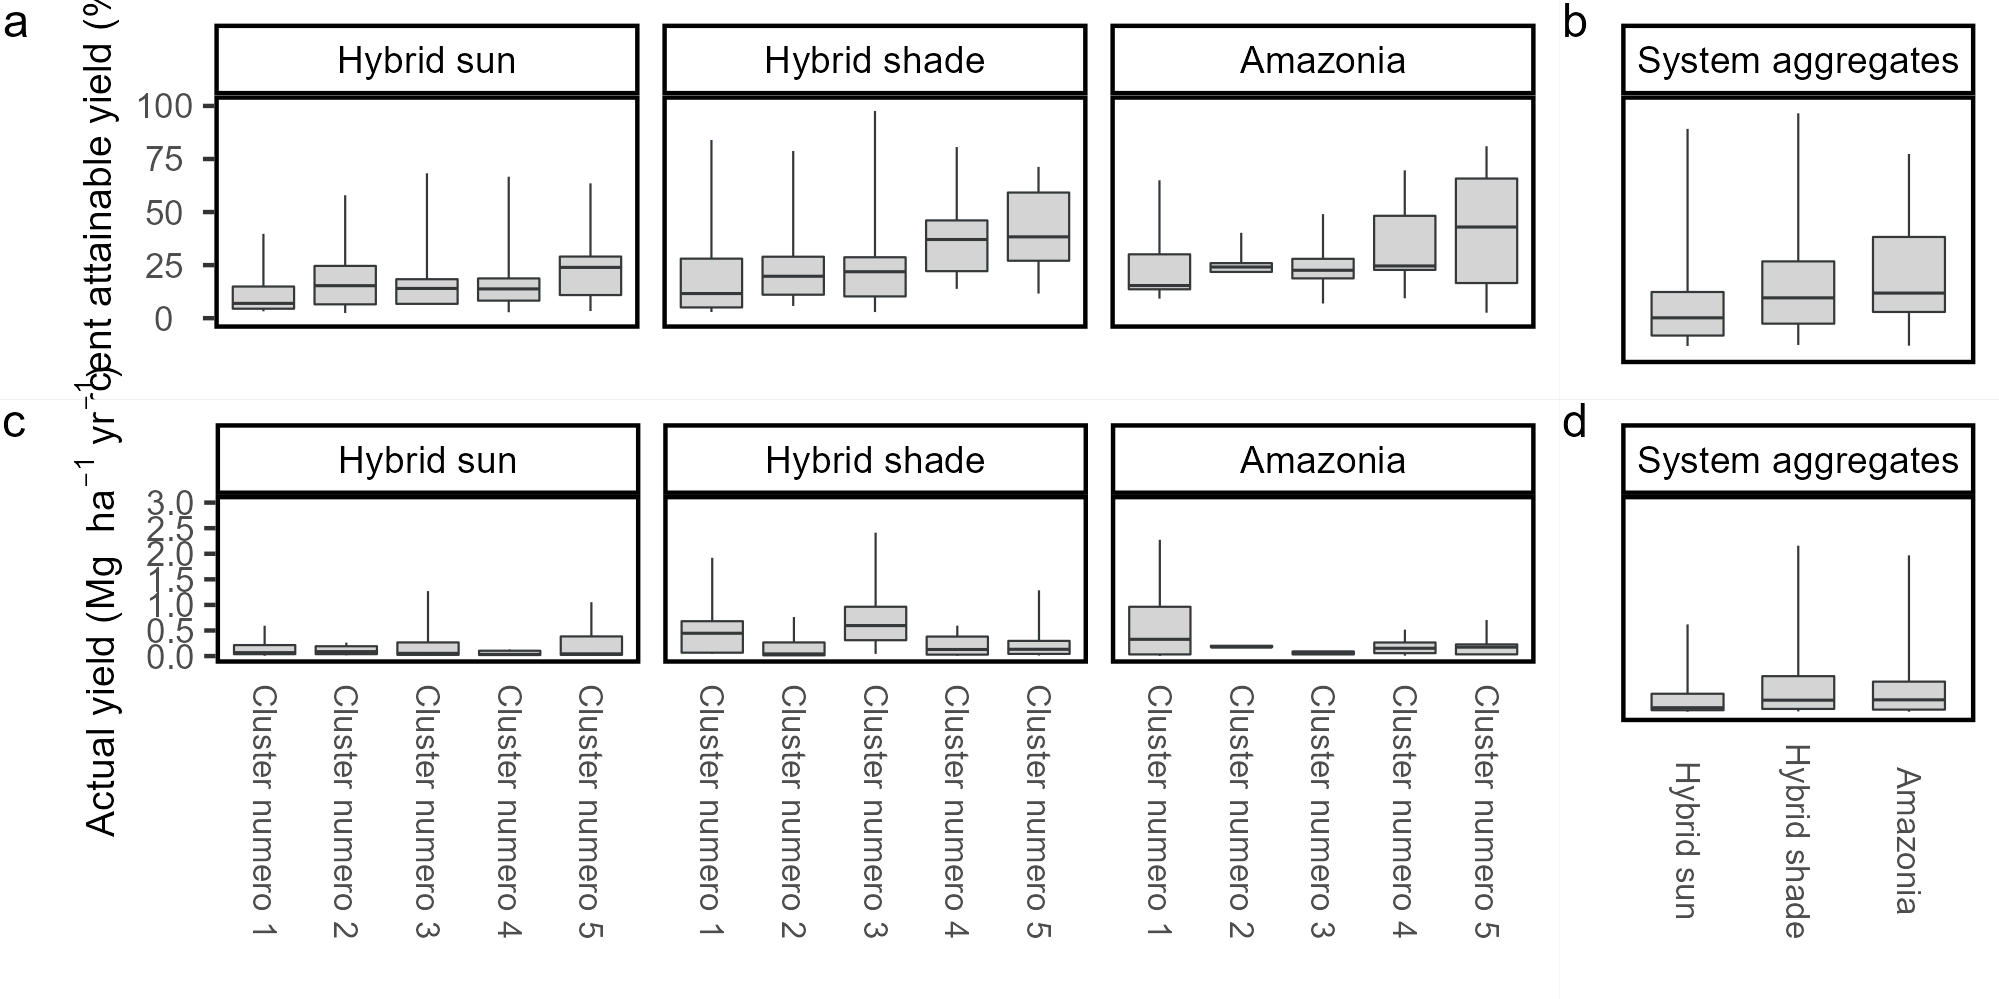 a
Hybrid sun
Hybrid shade
Amazonia
b
System aggregates
cent attainable yield (%
100
75
50
25
0
c
Hybrid sun
Hybrid shade
Amazonia
d
System aggregates
Actual yield (Mg ha⁻¹ yr⁻¹)
3.0
2.5
2.0
1.5
1.0
0.5
0.0
Cluster numero 1
Cluster numero 2
Cluster numero 3
Cluster numero 4
Cluster numero 5
Cluster numero 1
Cluster numero 2
Cluster numero 3
Cluster numero 4
Cluster numero 5
Cluster numero 1
Cluster numero 2
Cluster numero 3
Cluster numero 4
Cluster numero 5
Hybrid sun
Hybrid shade
Amazonia